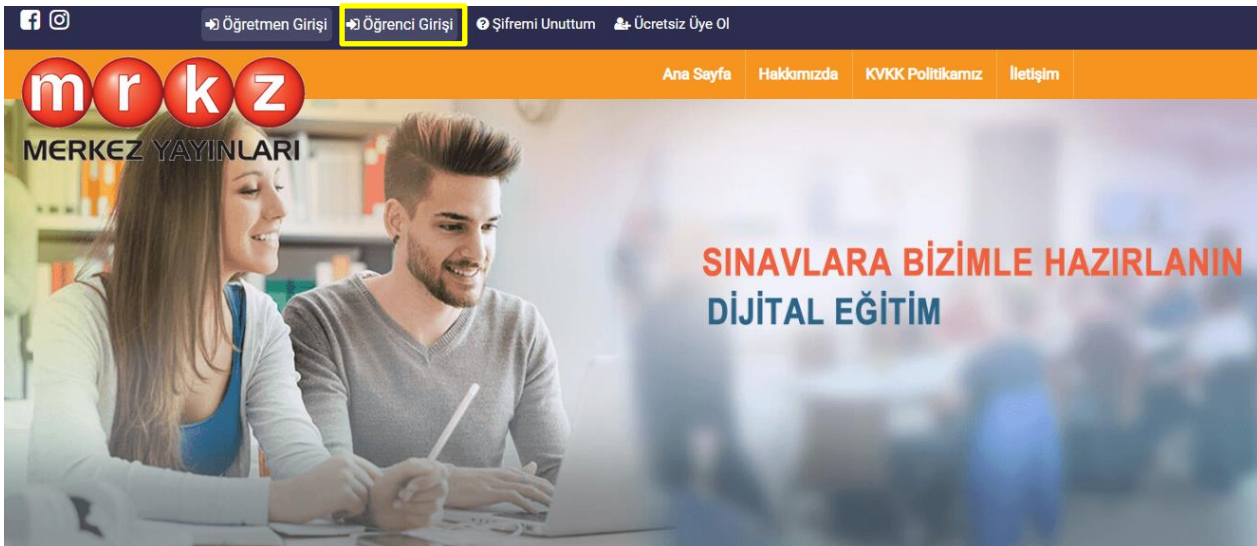 Öğretmen Girişi Öğrenci Girişi Şifremi Unuttum Ücretsiz Üye Ol
mrkz
MERKEZ YAYINLARI
Ana Sayfa Hakkımızda KVKK Politikamız İletişim
SINAVLARA BİZİMLE HAZIRLANIN
DİJİTAL EĞİTİM